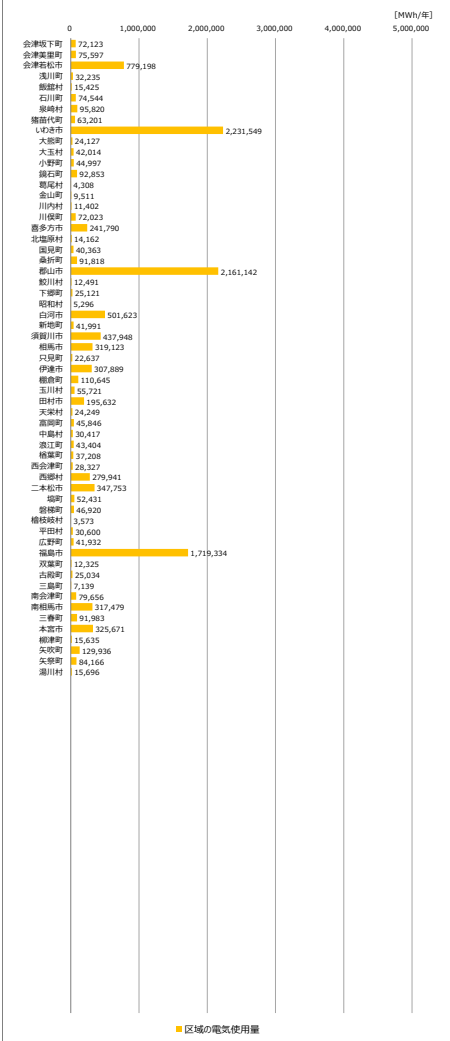 [MWh/年]
0 1,000,000 2,000,000 3,000,000 4,000,000 5,000,000
会津坂下町 72,123
会津美里町 75,597
会津若松市 779,198
浅川町 32,235
飯舘村 15,425
石川町 74,544
泉崎村 95,820
猪苗代町 63,201
いわき市 2,231,549
大熊町 24,127
大玉村 42,014
小野町 44,997
鏡石町 92,853
葛尾村 4,308
金山町 9,511
川内村 11,402
川俣町 72,023
喜多方市 241,790
北塩原村 14,162
国見町 40,363
桑折町 91,818
郡山市 2,161,142
鮫川村 12,491
下郷町 25,121
昭和村 5,296
白河市 501,623
新地町 41,991
須賀川市 437,948
相馬市 319,123
只見町 22,637
伊達市 307,889
棚倉町 110,645
玉川村 55,721
田村市 195,632
天栄村 24,249
富岡町 45,846
中島村 30,417
浪江町 43,404
楢葉町 37,208
西会津町 28,327
西郷村 279,941
二本松市 347,753
塙町 52,431
磐梯町 46,920
檜枝岐村 3,573
平田村 30,600
広野町 41,932
福島市 1,719,334
双葉町 12,325
古殿町 25,034
三島町 7,139
南会津町 79,656
南相馬市 317,479
三春町 91,983
本宮市 325,671
柳津町 15,635
矢吹町 129,936
矢祭町 84,166
湯川村 15,696
区域の電気使用量